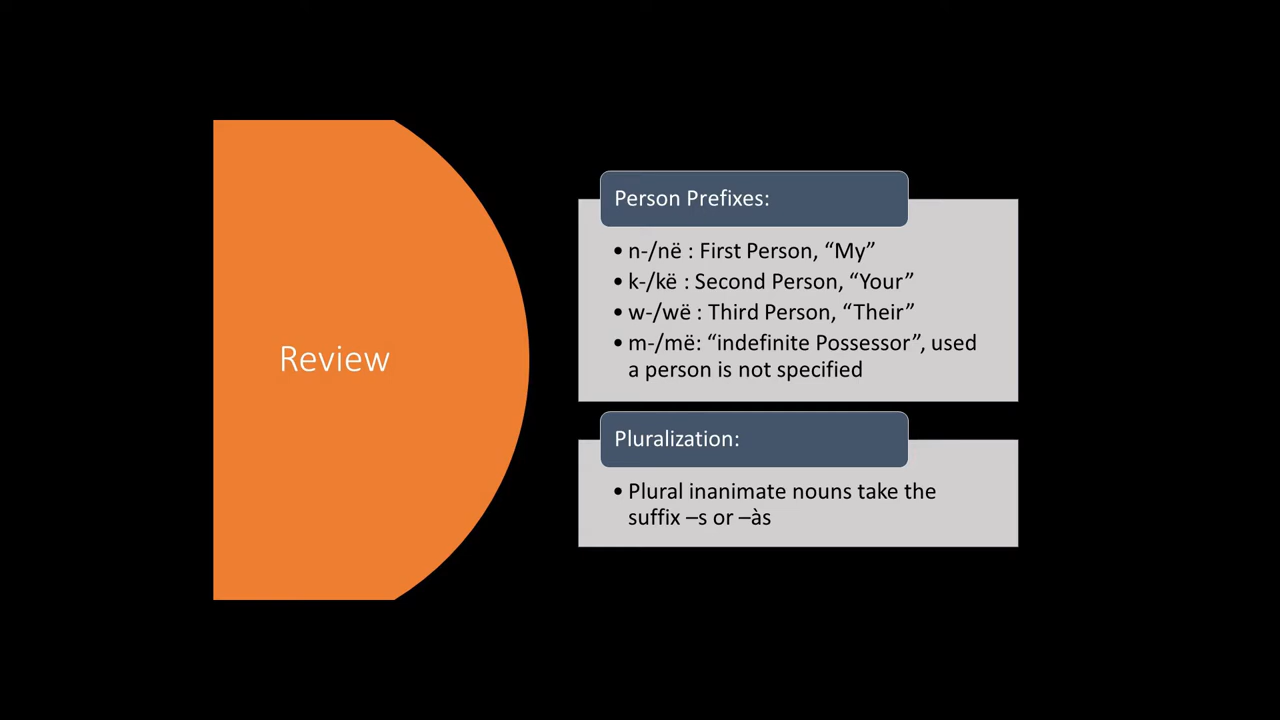 Review
Person Prefixes:
• n-/në : First Person, “My”
• k-/kë : Second Person, “Your”
• w-/wë : Third Person, “Their”
• m-/më: “indefinite Possessor”, used
a person is not specified
Pluralization:
• Plural inanimate nouns take the
suffix –s or –às